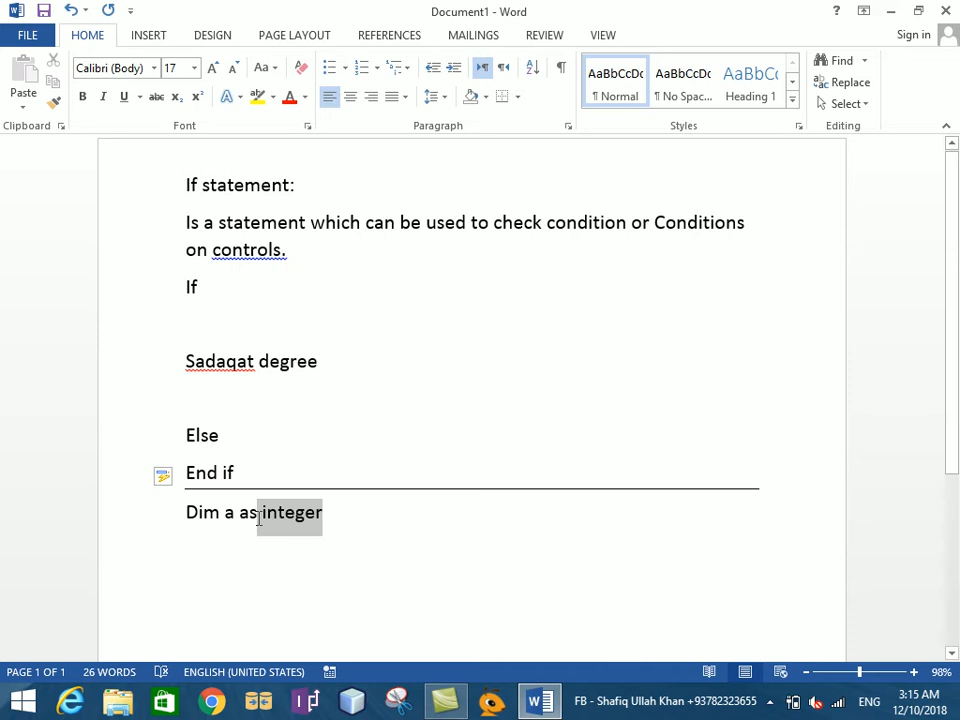 Document1 - Word
Sign in
FILE HOME INSERT DESIGN PAGE LAYOUT REFERENCES MAILINGS REVIEW VIEW
Paste
Calibri (Body) 17
Aa
B I U abc x₂ x² A A
AaBbCcDc AaBbCcDc AaBbCc
¶ Normal ¶ No Spac... Heading 1
Find
Replace
Select
Clipboard Font Paragraph Styles Editing
If statement:
Is a statement which can be used to check condition or Conditions
on controls.
If
Sadaqat degree
Else
End if
Dim a as integer
PAGE 1 OF 1 26 WORDS ENGLISH (UNITED STATES) 98%
FB - Shafiq Ullah Khan +93782323655
ENG
3:15 AM
12/10/2018